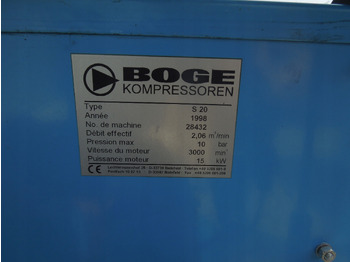 BOGE
KOMPRESSOREN
Type S 20
Année 1998
No. de machine 28432
Débit effectif 2,06 m³/min
Pression max 10 bar
Vitesse du moteur 3000 min
Puissance moteur 15 kW
CE